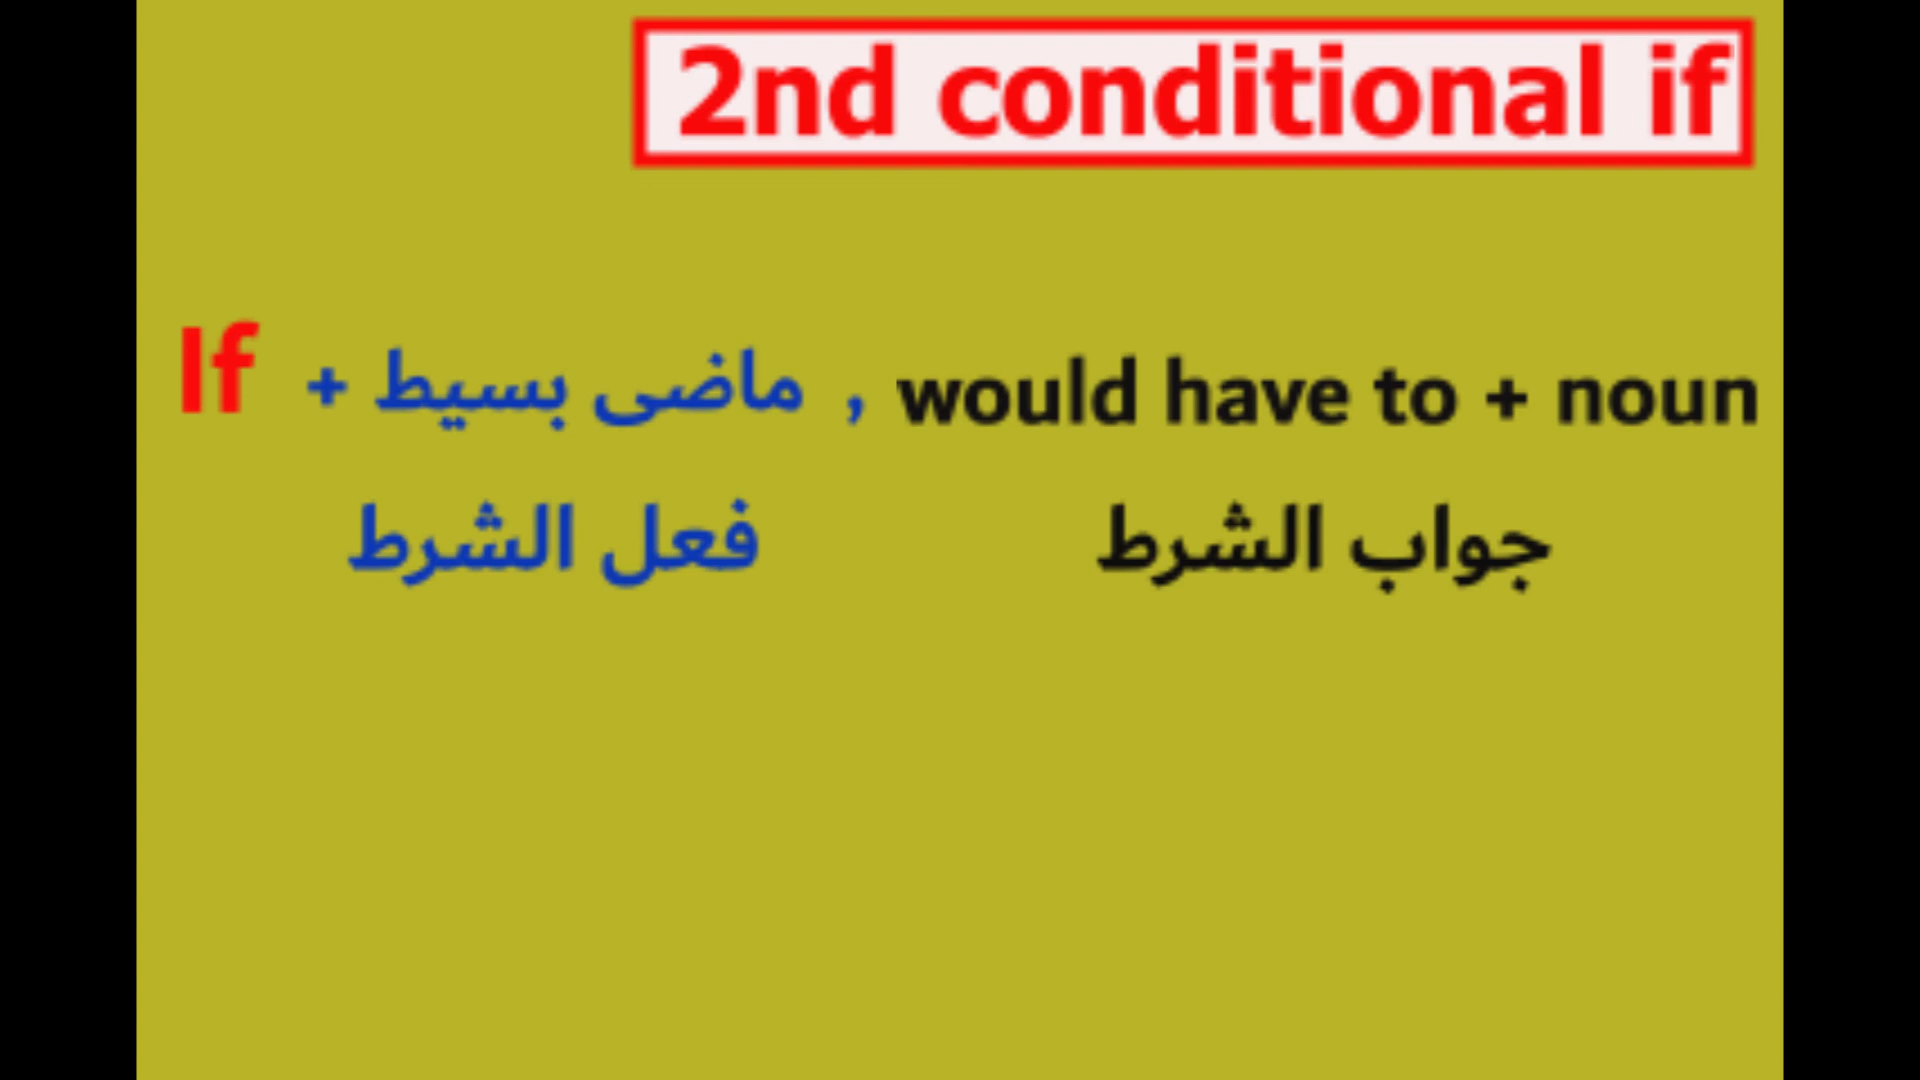 2nd conditional if
If + ماضى بسيط , would have to + noun
فعل الشرط جواب الشرط